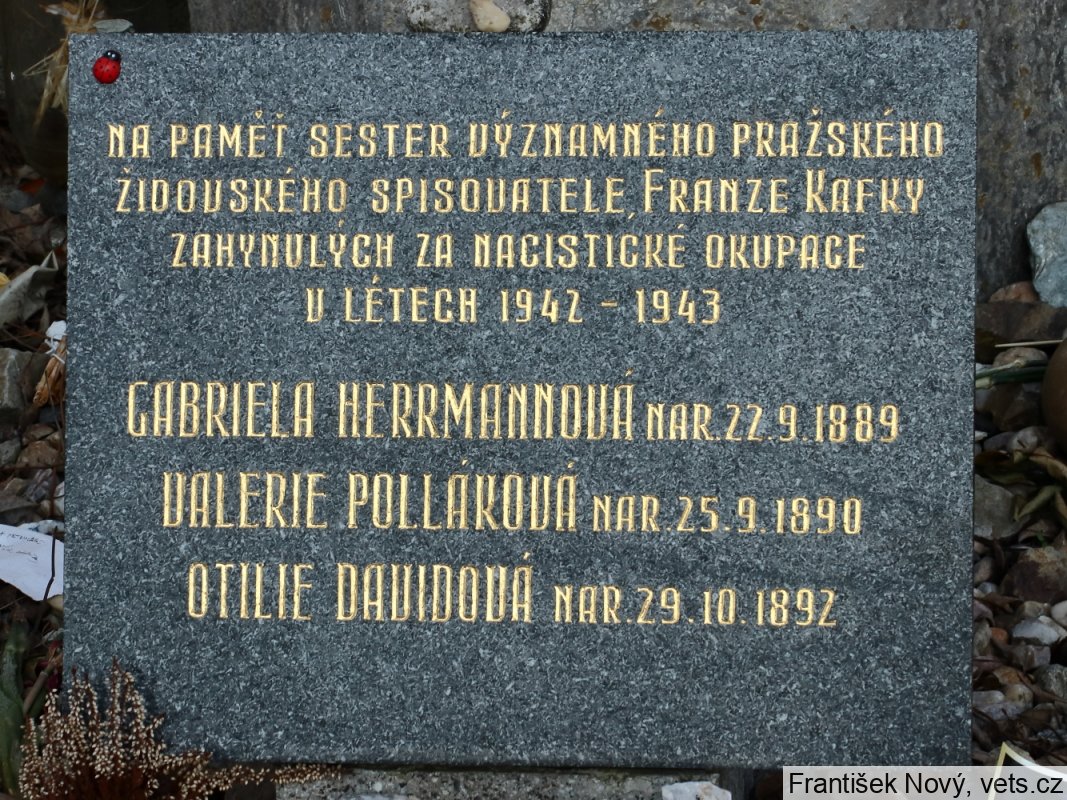 NA PAMĚŤ SESTER VÝZNAMNÉHO PRAŽSKÉHO
ŽIDOVSKÉHO SPISOVATELE, FRANZE KAFKY
ZAHYNULÝCH ZA NACISTICKÉ OKUPACE
V LÉTECH 1942 - 1943
GABRIELA HERRMANNOVÁ NAR. 22.9.1889
VALERIE POLLÁKOVÁ NAR. 25.9.1890
OTILIE DAVIDOVÁ NAR. 29.10.1892
František Nový, vets.cz